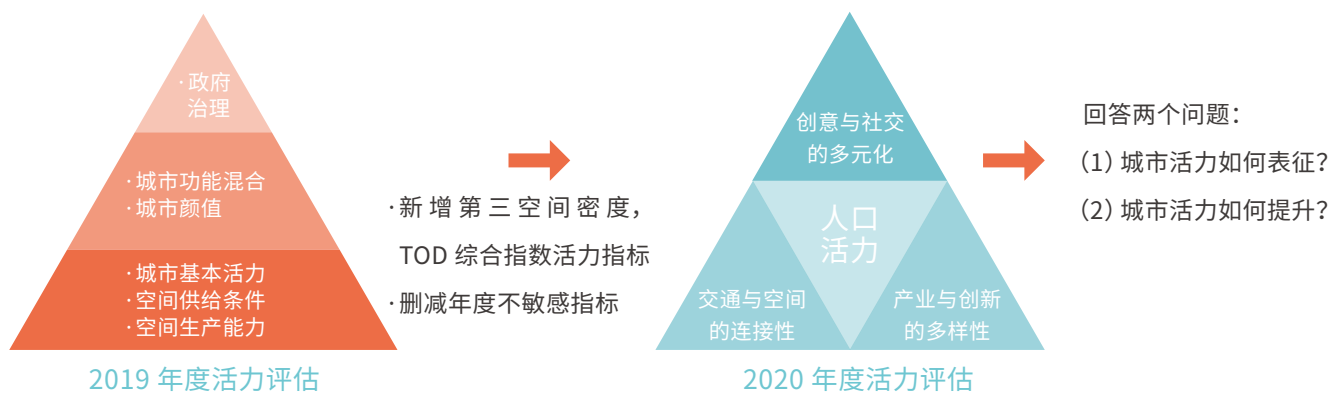 ·政府
治理
·城市功能混合
·城市颜值
·城市基本活力
·空间供给条件
·空间生产能力
2019 年度活力评估
·新增第三空间密度，
TOD 综合指数活力指标
·删减年度不敏感指标
创意与社交
的多元化
人口
活力
交通与空间
的连接性
产业与创新
的多样性
2020 年度活力评估
回答两个问题：
（1）城市活力如何表征？
（2）城市活力如何提升？